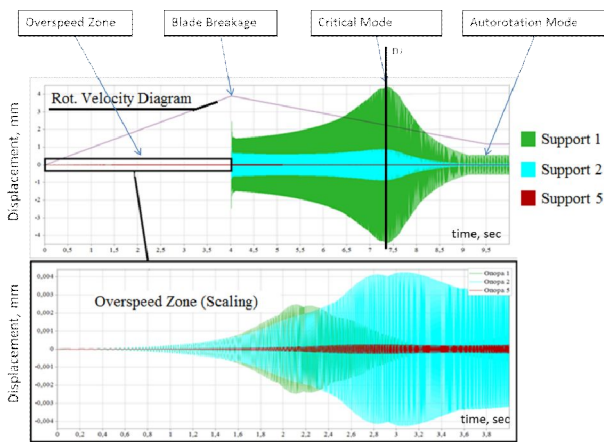 Overspeed Zone
Blade Breakage
Critical Mode
Autorotation Mode
Displacement, mm
Rot. Velocity Diagram
4
3
2
1
0
-1
-2
-3
-4
0 0,5 1 1,5 2 2,5 3 3,5 4 4,5 5 5,5 6 6,5 7 7,5 8 8,5 9 9,5
time, sec
Support 1
Support 2
Support 5
Displacement, mm
Overspeed Zone (Scaling)
Опора 1
Опора 2
Опора 5
0,004
0,003
0,002
0,001
0
-0,001
-0,002
-0,003
-0,004
time, sec
0 0,2 0,4 0,6 0,8 1 1,2 1,4 1,6 1,8 2 2,2 2,4 2,6 2,8 3 3,2 3,4 3,6 3,8